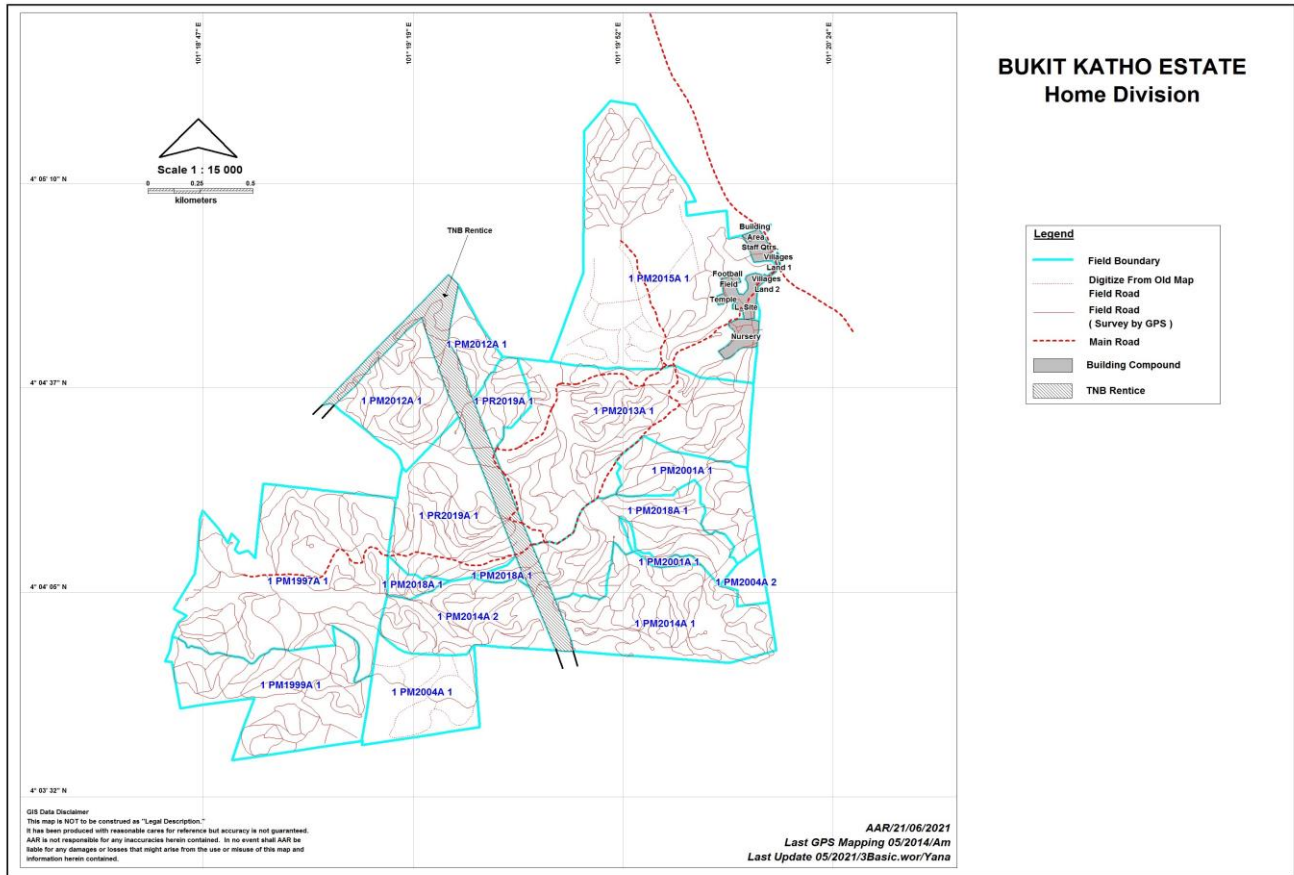 BUKIT KATHO ESTATE
Home Division
101° 18' 47" E
101° 19' 19" E
101° 19' 52" E
101° 20' 24" E
Scale 1 : 15 000
0 0.25 0.5
kilometers
4° 05' 10" N
4° 04' 37" N
4° 04' 05" N
4° 03' 32" N
TNB Rentice
Building
Area
Staff Qtrs.
Villages
Land 1
Football
Field
Villages
Land 2
Temple
L. Site
Nursery
1 PM2015A 1
1 PM2012A 1
1 PM2012A 1
1 PR2019A 1
1 PM2013A 1
1 PM2001A 1
1 PR2019A 1
1 PM2018A 1
1 PM2001A 1
1 PM1997A 1
1 PM2018A 1
1 PM2018A 1
1 PM2004A 2
1 PM2014A 2
1 PM2014A 1
1 PM1999A 1
1 PM2004A 1
Legend
Field Boundary
Digitize From Old Map
Field Road
Field Road
( Survey by GPS )
Main Road
Building Compound
TNB Rentice
GIS Data Disclaimer
This map is NOT to be construed as "Legal Description."
It has been produced with reasonable cares for reference but accuracy is not guaranteed.
AAR is not responsible for any inaccuracies herein contained. In no event shall AAR be
liable for any damages or losses that might arise from the use or misuse of this map and
information herein contained.
AAR/21/06/2021
Last GPS Mapping 05/2014/Am
Last Update 05/2021/3Basic.wor/Yana